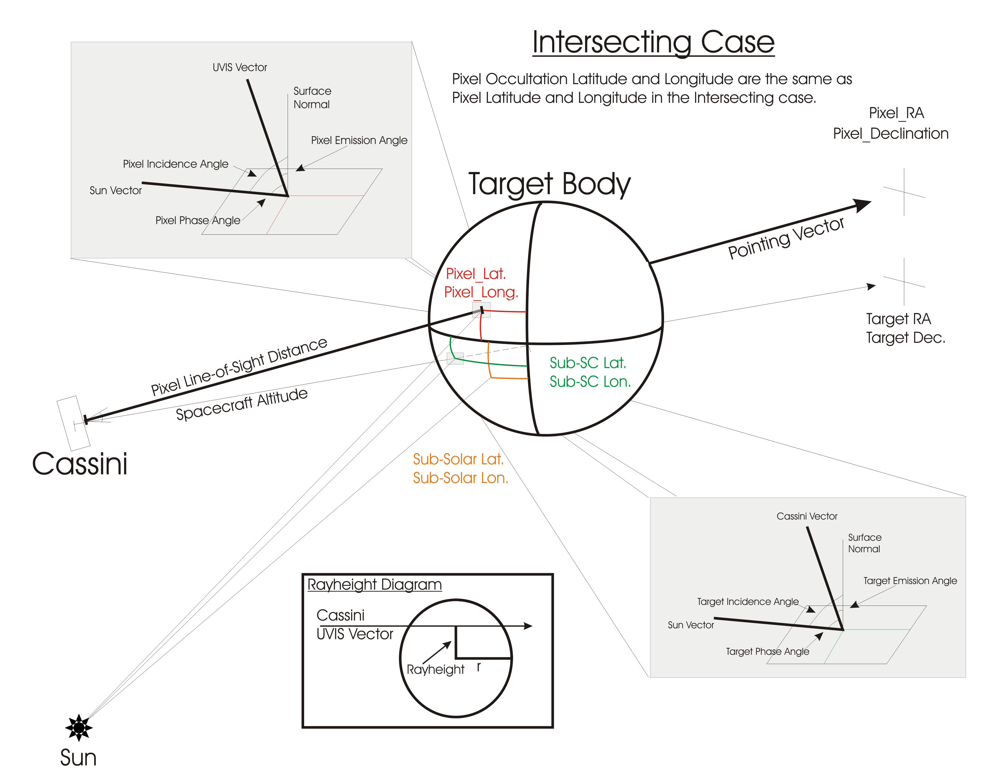 Intersecting Case
Pixel Occultation Latitude and Longitude are the same as
Pixel Latitude and Longitude in the Intersecting case.
UVIS Vector
Surface
Normal
Pixel Emission Angle
Pixel Incidence Angle
Sun Vector
Pixel Phase Angle
Pixel_RA
Pixel_Declination
Target Body
Pointing Vector
Pixel_Lat.
Pixel_Long.
Target RA
Target Dec.
Pixel Line-of-Sight Distance
Spacecraft Altitude
Sub-SC Lat.
Sub-SC Lon.
Cassini
Sub-Solar Lat.
Sub-Solar Lon.
Cassini Vector
Surface
Normal
Target Emission Angle
Target Incidence Angle
Sun Vector
Target Phase Angle
Rayheight Diagram
Cassini
UVIS Vector
Rayheight
r
Sun